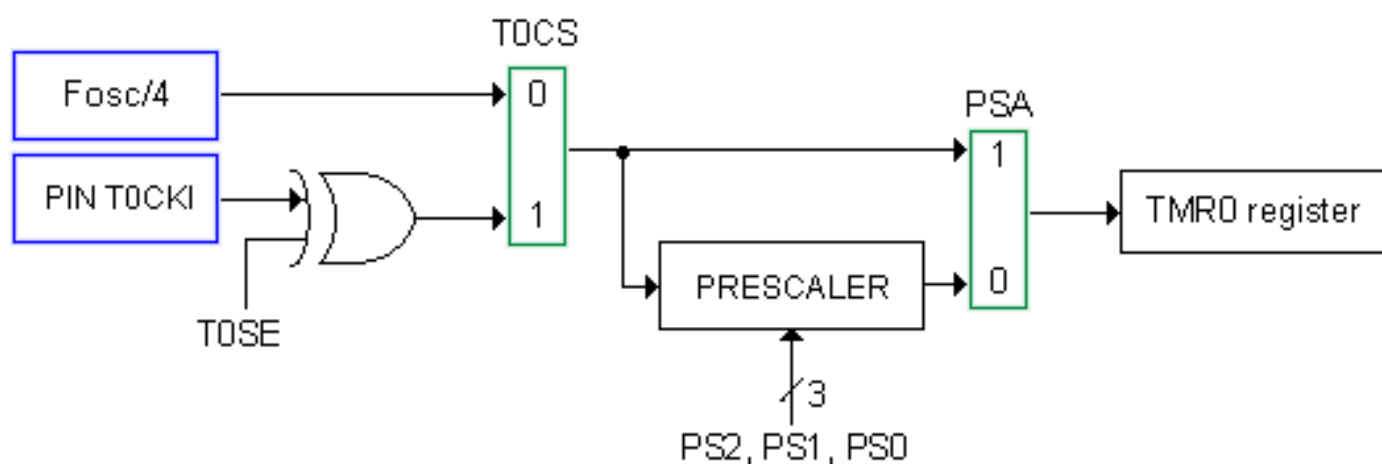 T0CS
Fosc/4
0
PSA
1
PIN T0CKI
1
TMR0 register
PRESCALER
0
T0SE
3
PS2, PS1, PS0